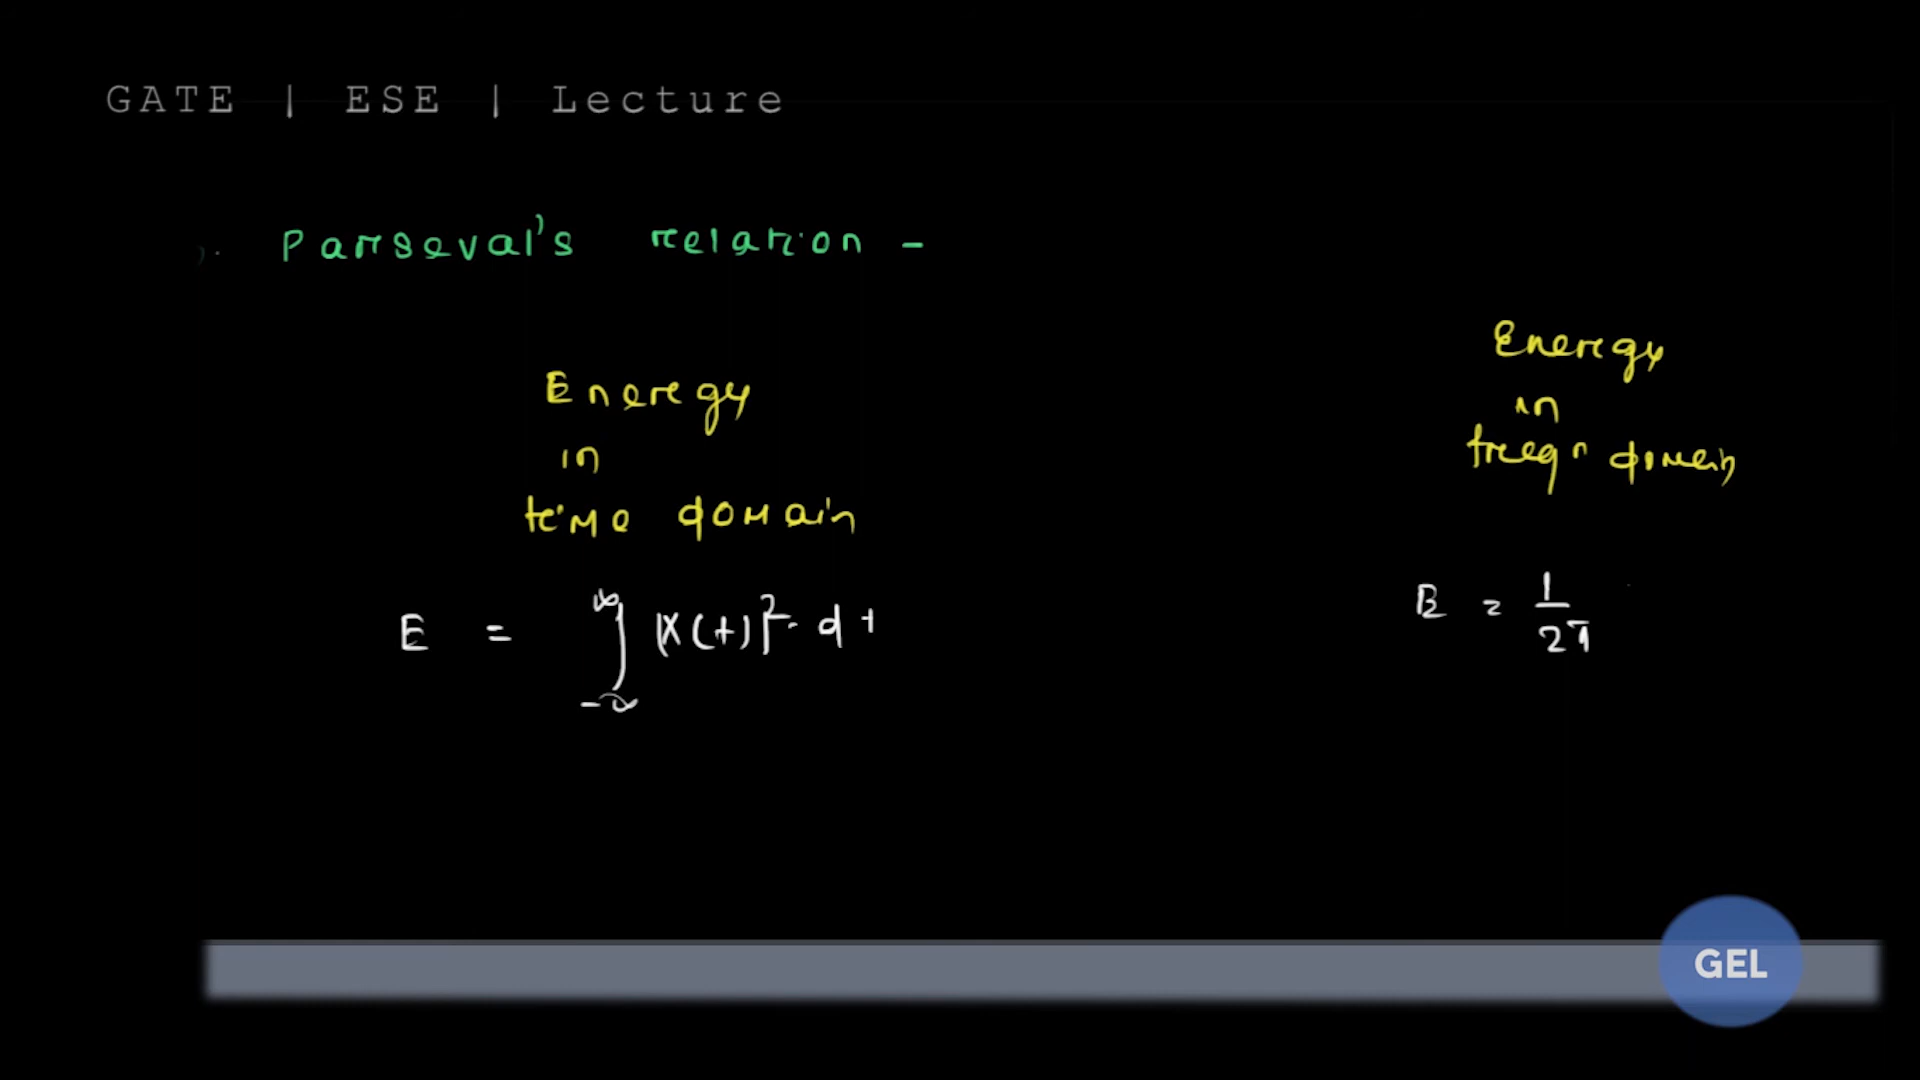 GATE | ESE | Lecture
). Parseval's relation -
Energy
in
time domain
E = ∫_{-∞}^{∞} |x(t)|². dt
Energy
in
freqn domain
E = 1/2π
GEL